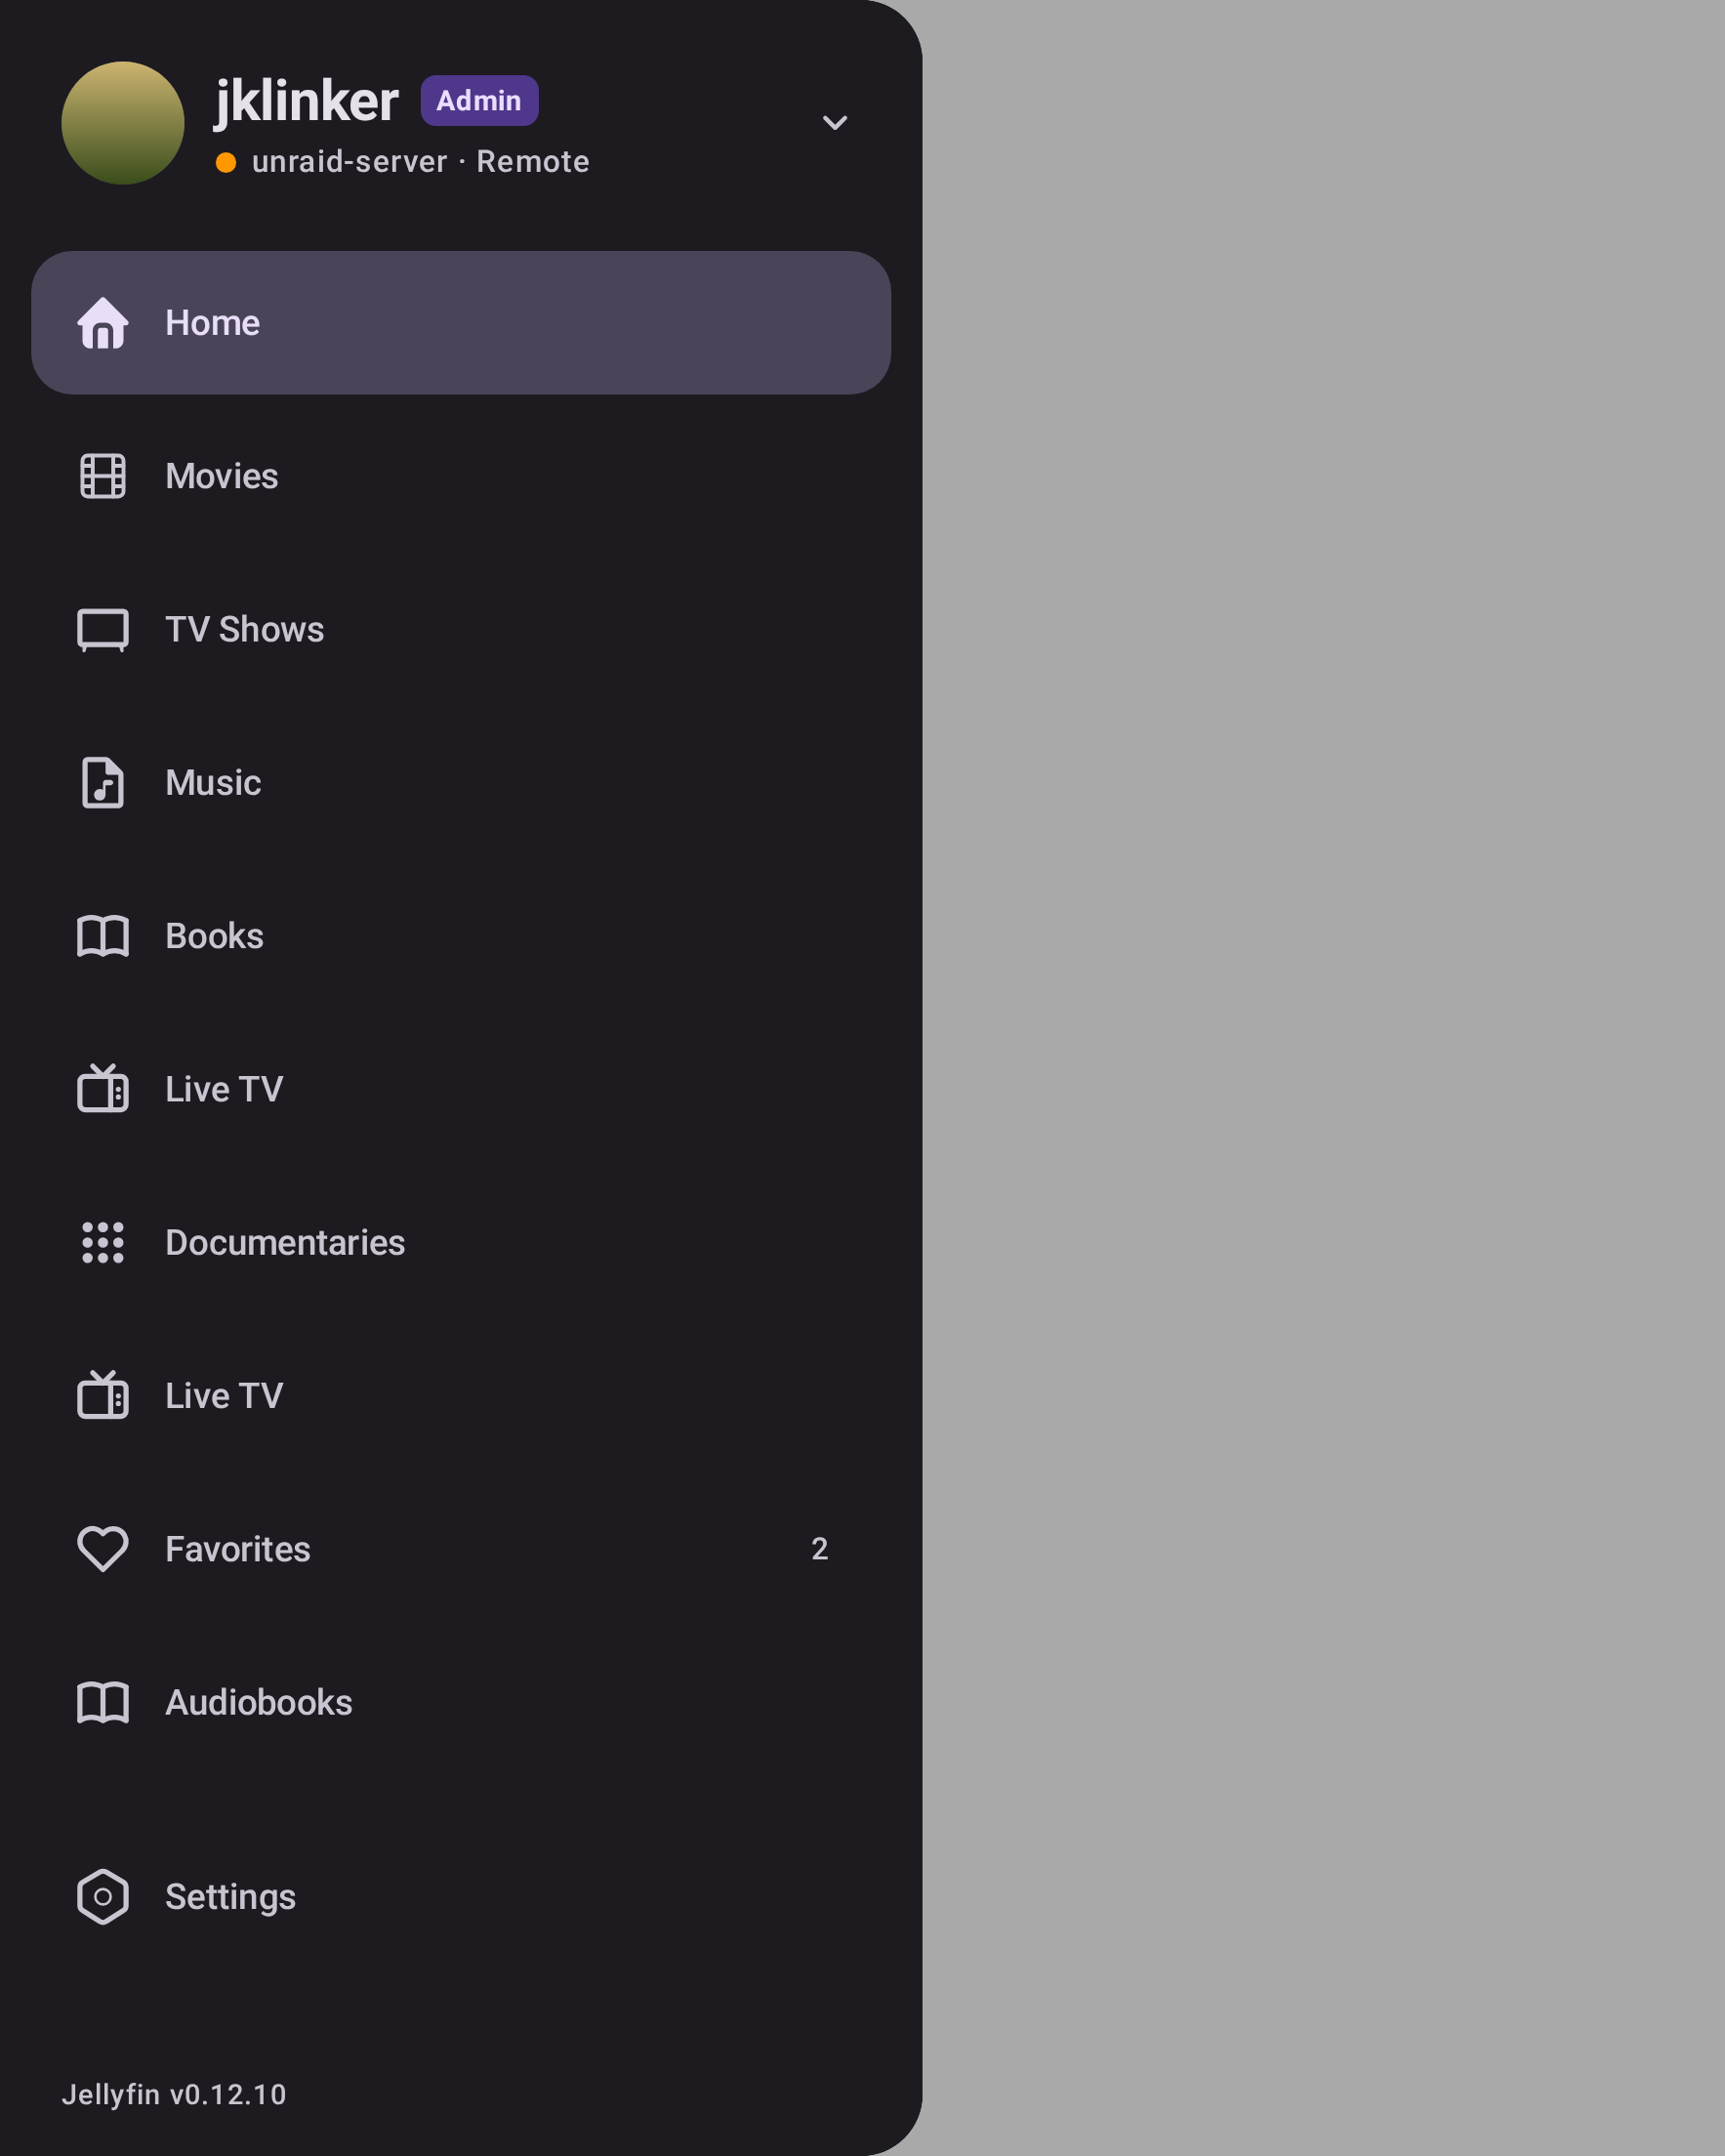 jklinker Admin
unraid-server · Remote
Home
Movies
TV Shows
Music
Books
Live TV
Documentaries
Live TV
Favorites 2
Audiobooks
Settings
Jellyfin v0.12.10